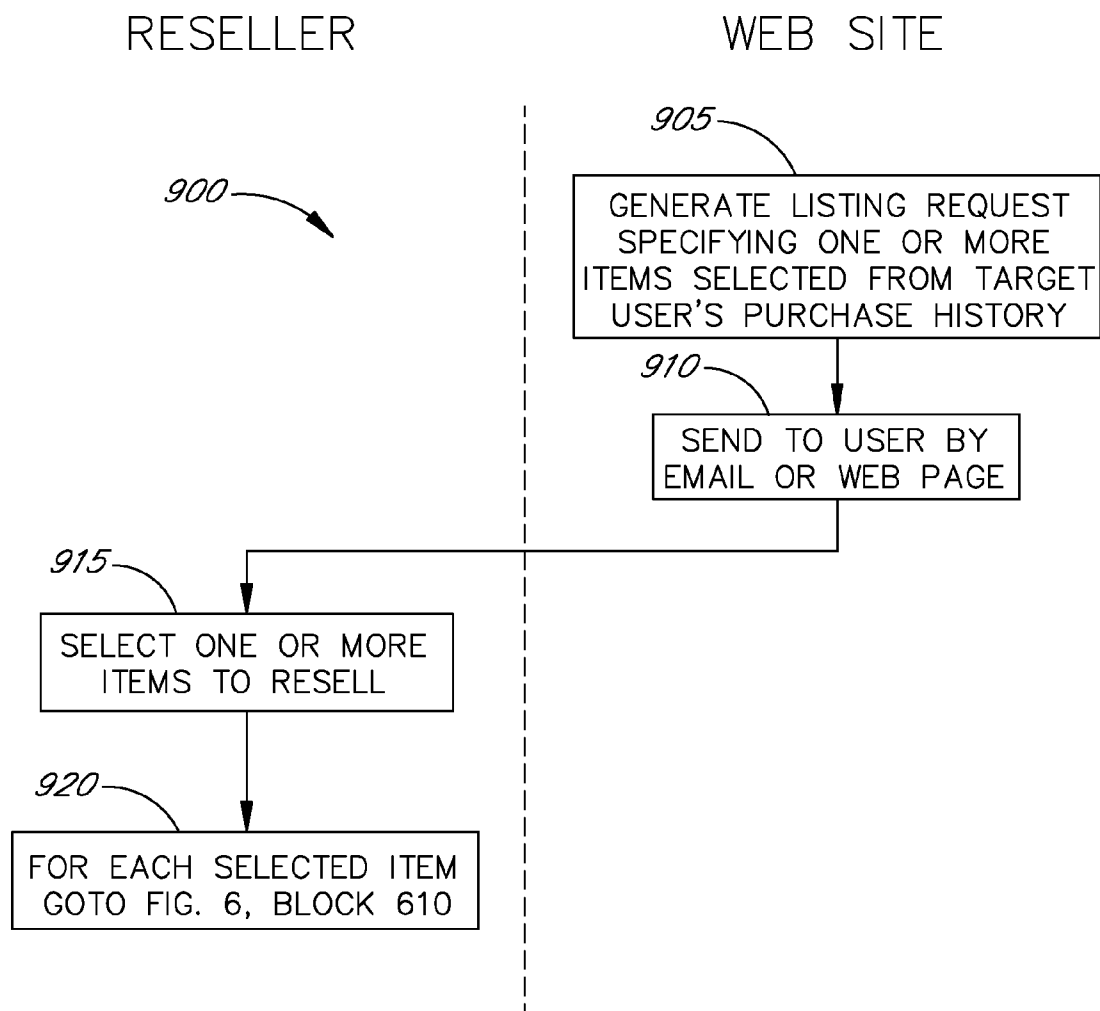 RESELLER
WEB SITE
905
900
GENERATE LISTING REQUEST
SPECIFYING ONE OR MORE
ITEMS SELECTED FROM TARGET
USER'S PURCHASE HISTORY
910
SEND TO USER BY
EMAIL OR WEB PAGE
915
SELECT ONE OR MORE
ITEMS TO RESELL
920
FOR EACH SELECTED ITEM
GOTO FIG. 6, BLOCK 610